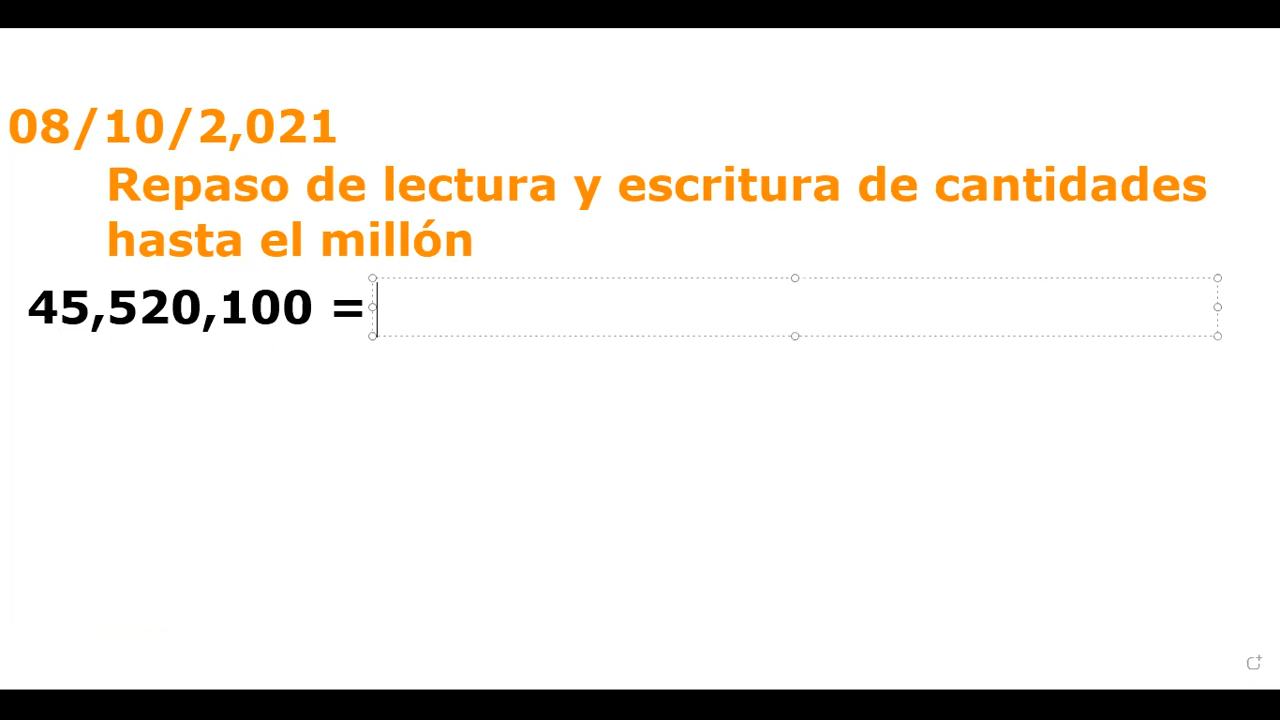 08/10/2,021
Repaso de lectura y escritura de cantidades
hasta el millón
45,520,100 =